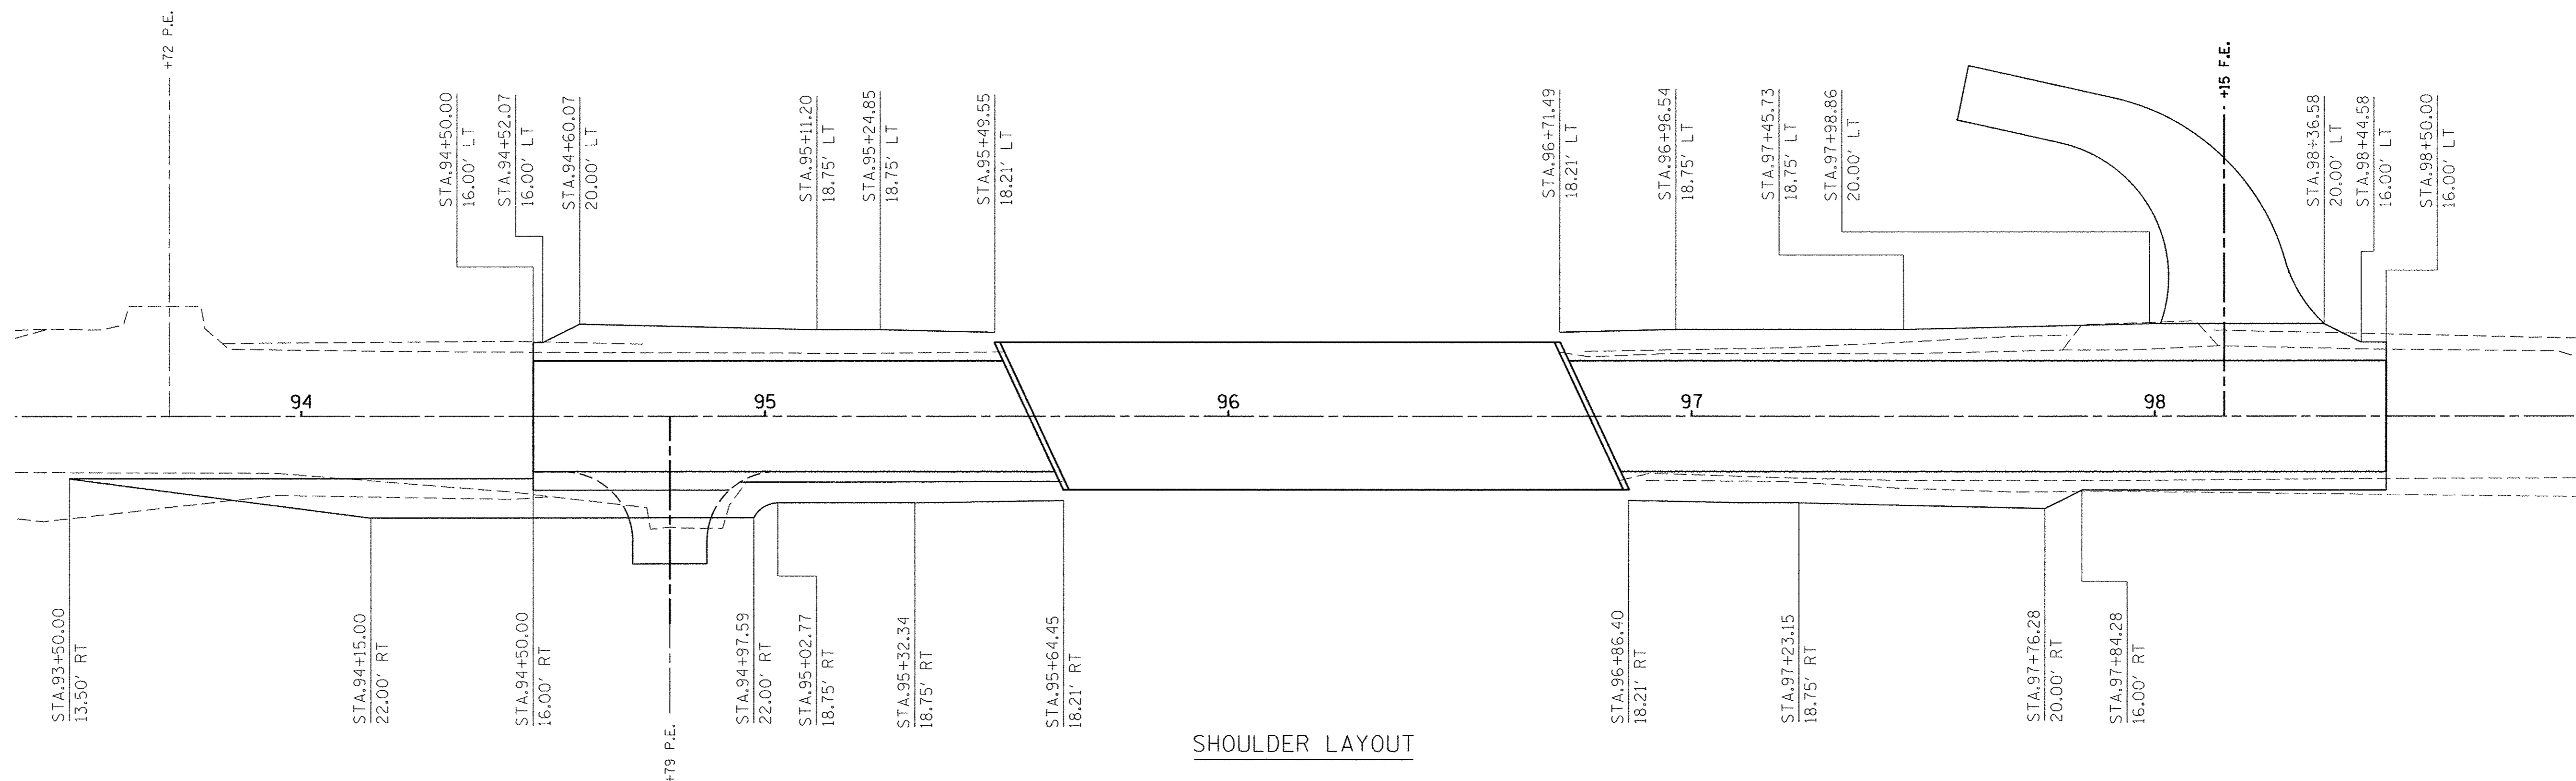 +72 P.E.
STA.94+50.00
16.00' LT
STA.94+52.07
16.00' LT
STA.94+60.07
20.00' LT
STA.95+11.20
18.75' LT
STA.95+24.85
18.75' LT
STA.95+49.55
18.21' LT
STA.96+71.49
18.21' LT
STA.96+96.54
18.75' LT
STA.97+45.73
18.75' LT
STA.97+98.86
20.00' LT
+15 F.E.
STA.98+36.58
20.00' LT
STA.98+44.58
16.00' LT
STA.98+50.00
16.00' LT
94
95
96
97
98
STA.93+50.00
13.50' RT
STA.94+15.00
22.00' RT
STA.94+50.00
16.00' RT
+79 P.E.
STA.94+97.59
22.00' RT
STA.95+02.77
18.75' RT
STA.95+32.34
18.75' RT
STA.95+64.45
18.21' RT
STA.96+86.40
18.21' RT
STA.97+23.15
18.75' RT
STA.97+76.28
20.00' RT
STA.97+84.28
16.00' RT
SHOULDER LAYOUT